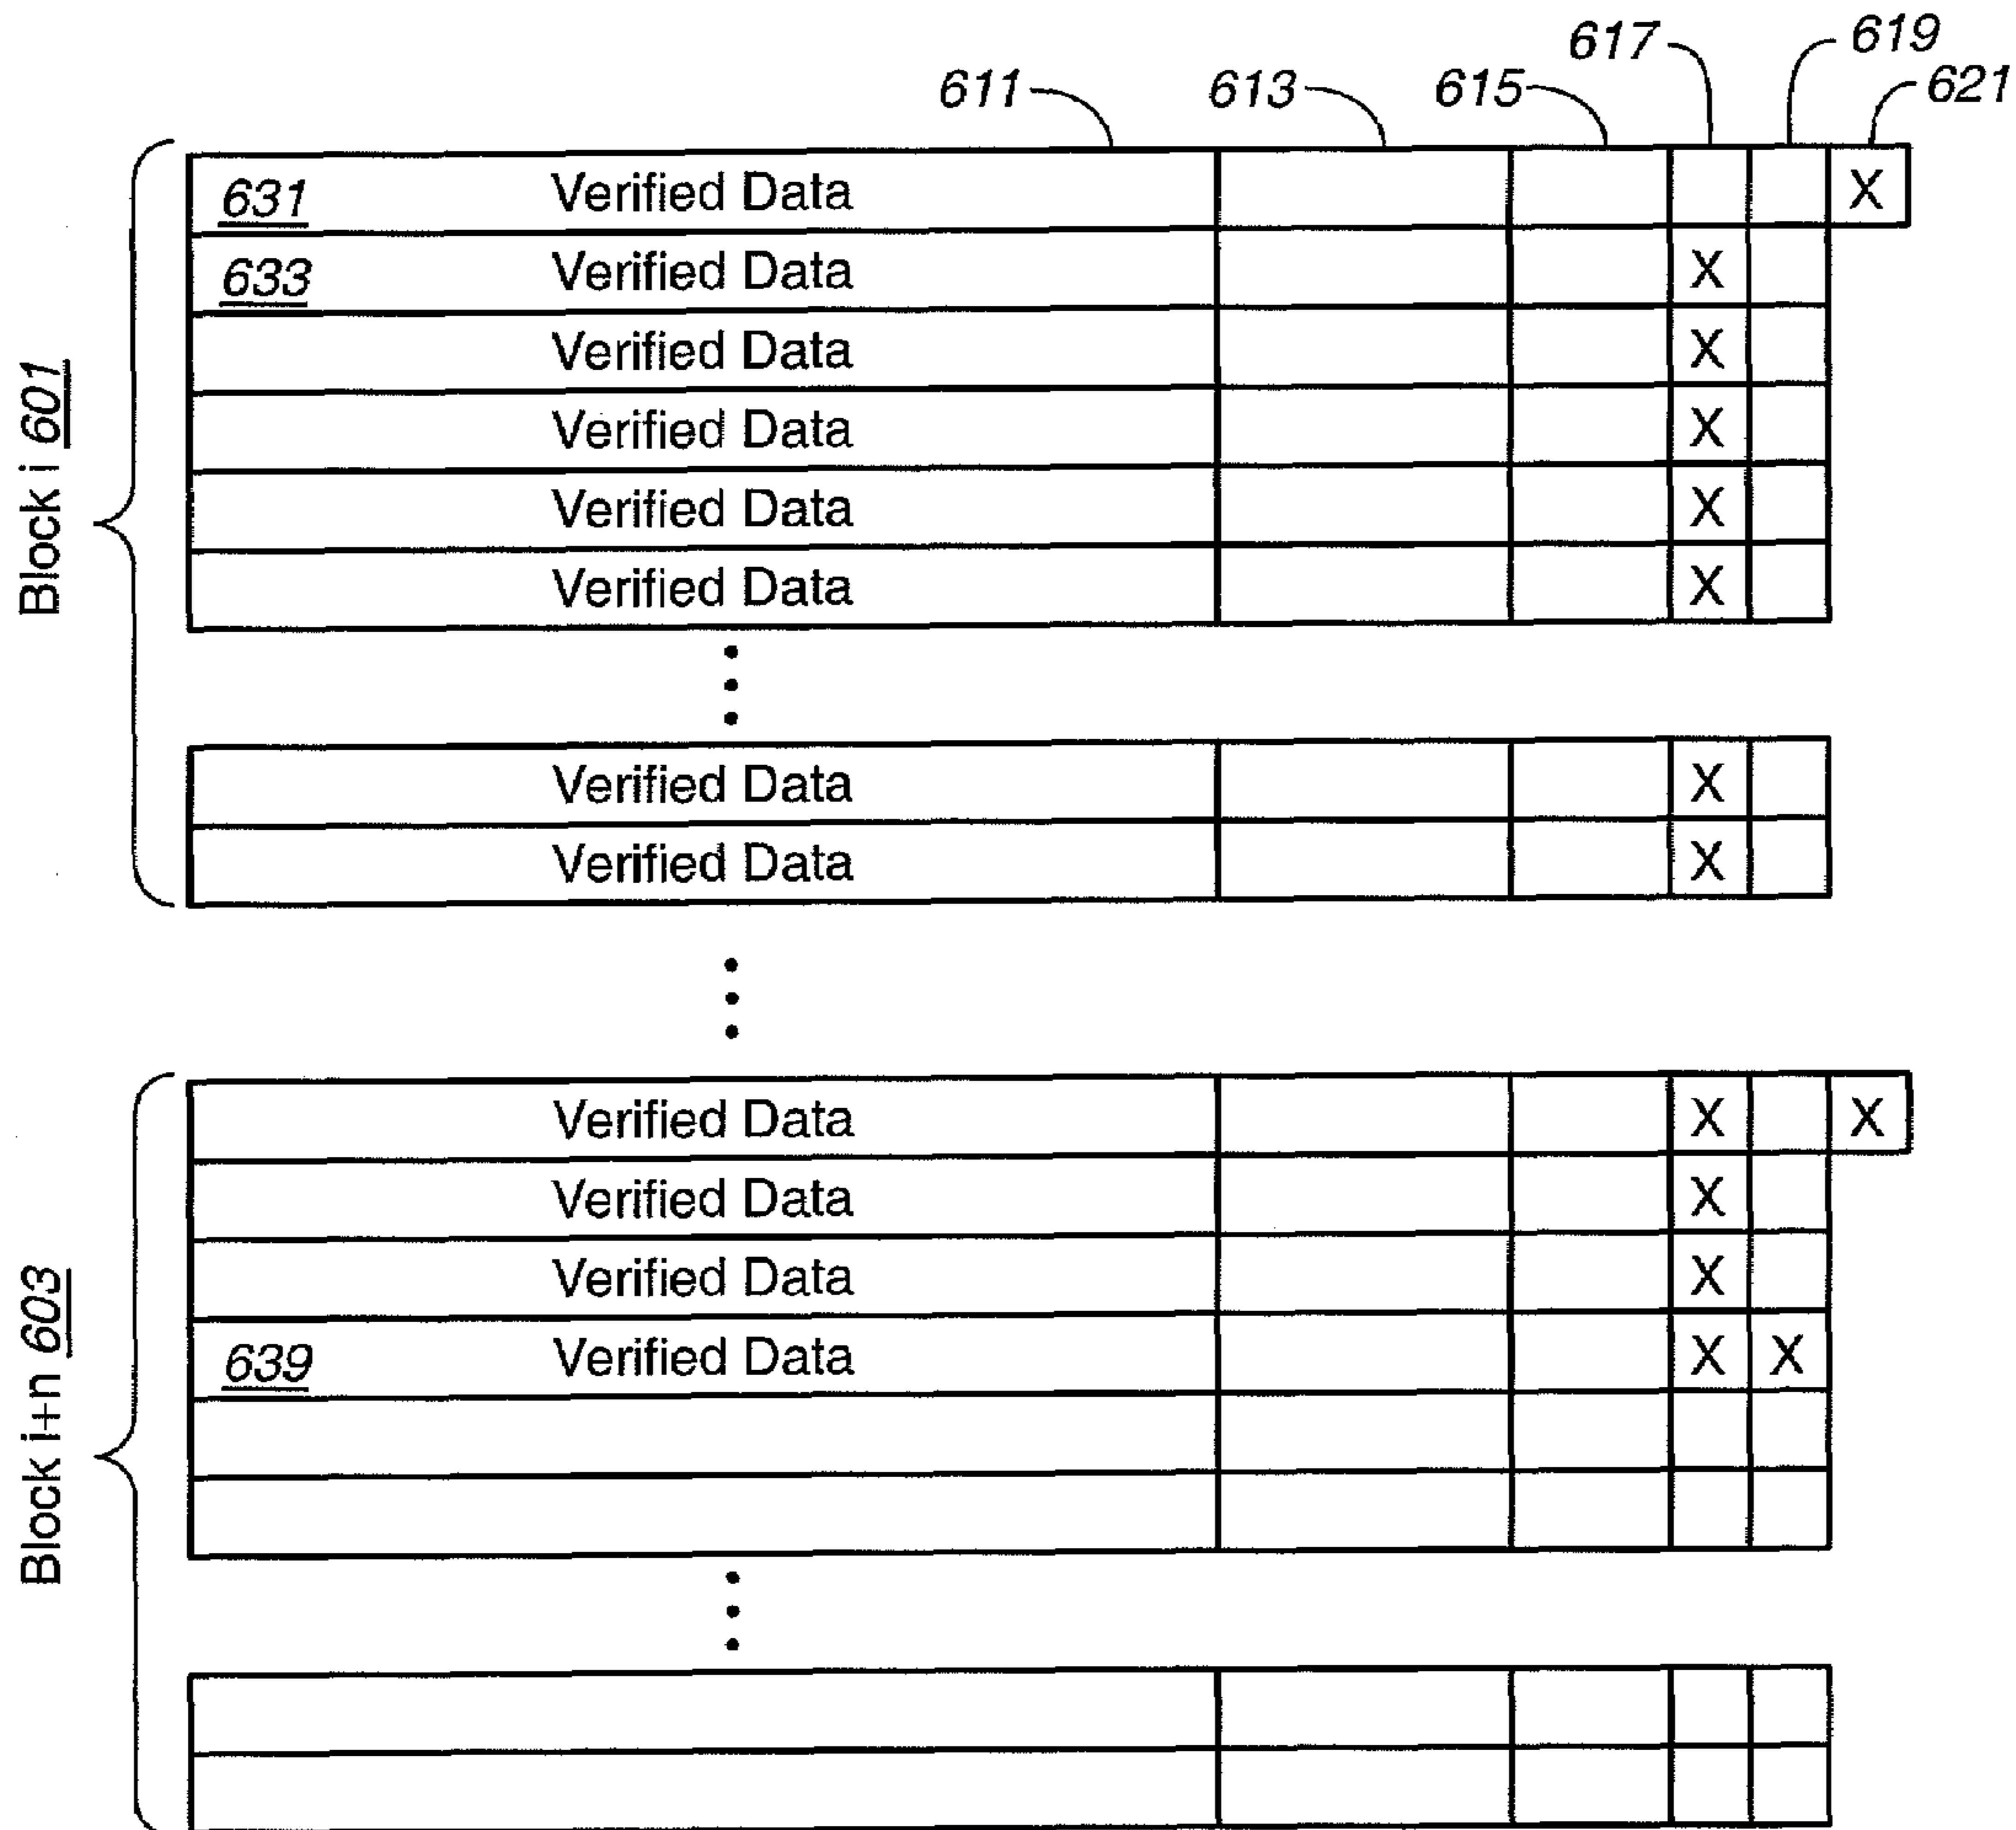 617 619
611 613 615 621
631 Verified Data X
633 Verified Data X
Verified Data X
Verified Data X
Verified Data X
Verified Data X
Block i 601
Verified Data X
Verified Data X
Verified Data X X
Verified Data X
Verified Data X
639 Verified Data X X
Block i+n 603